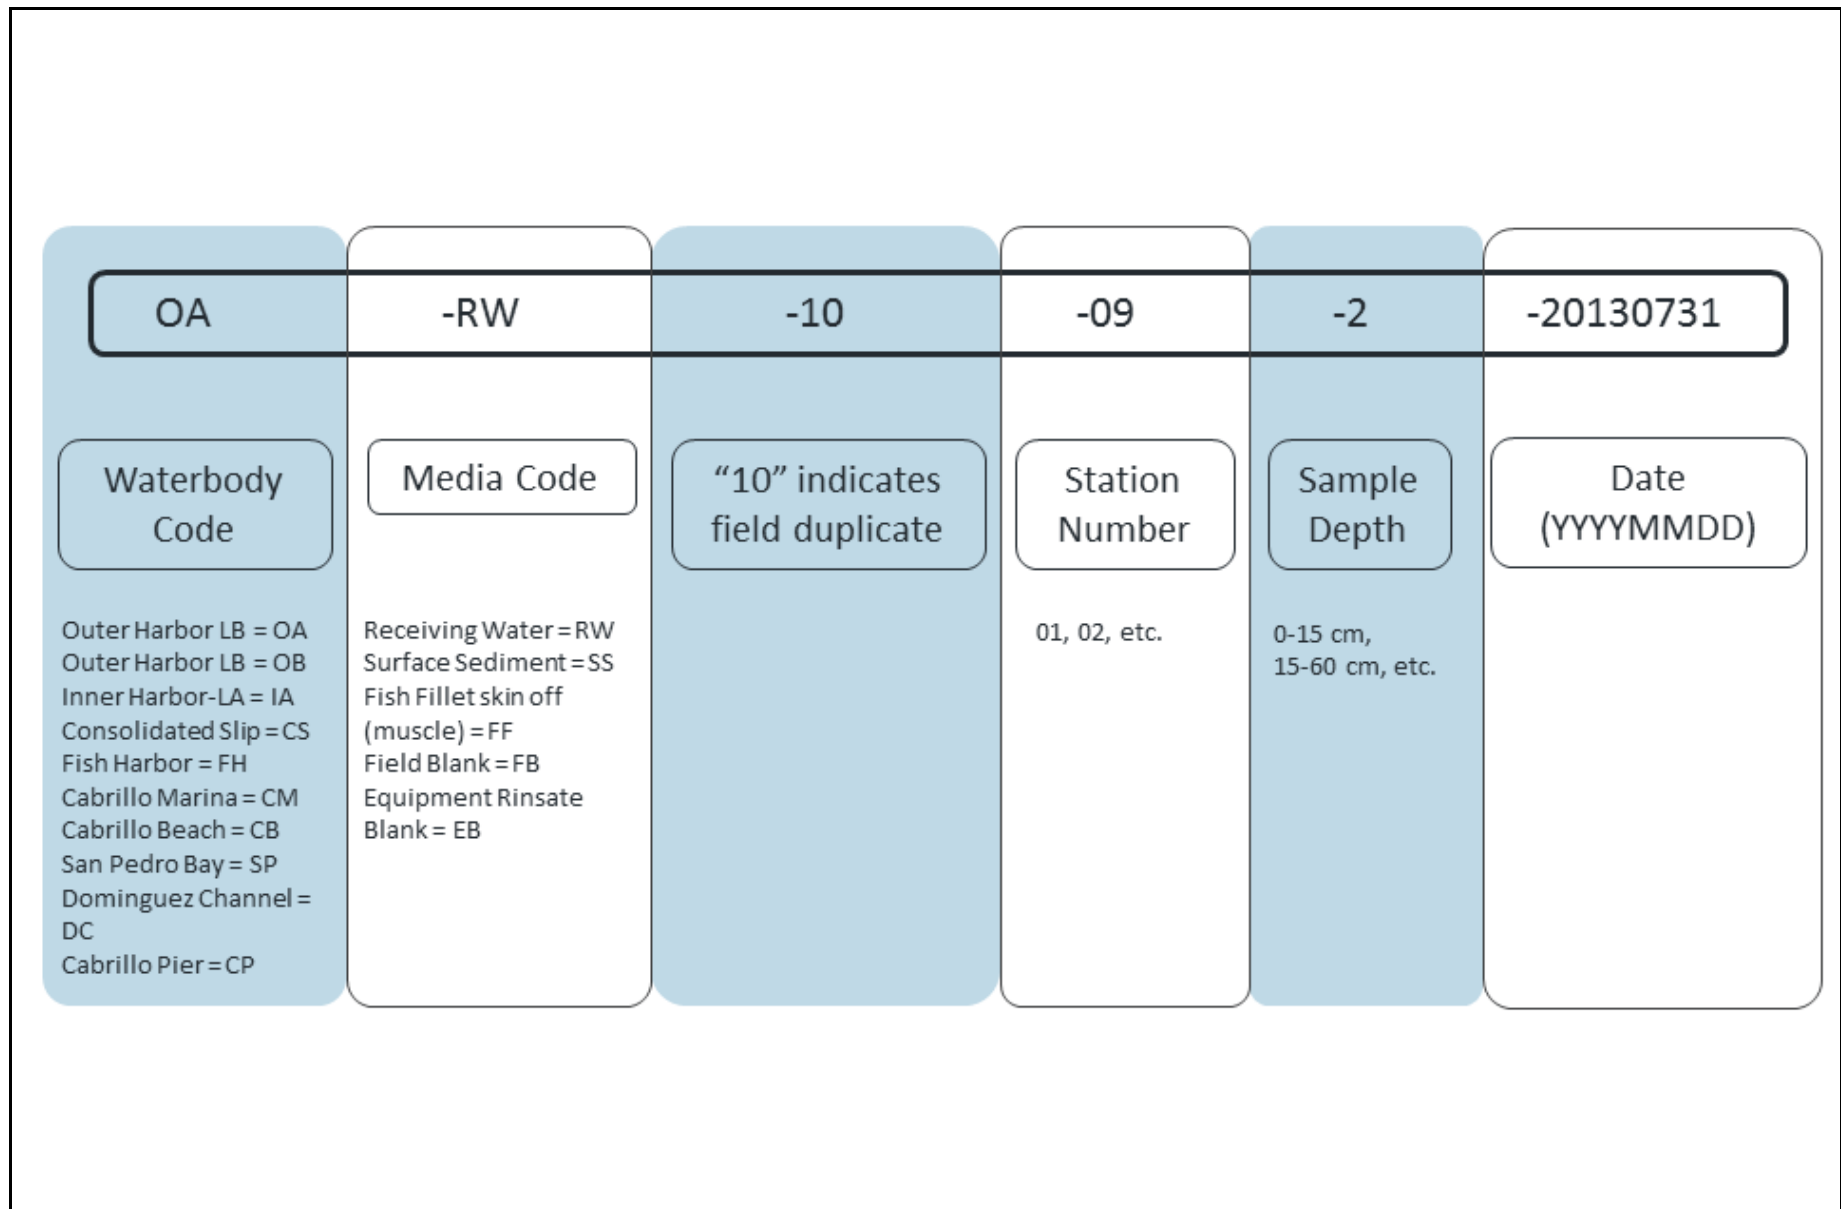 OA -RW -10 -09 -2 -20130731
Waterbody
Code
Media Code
“10” indicates
field duplicate
Station
Number
Sample
Depth
Date
(YYYYMMDD)
Outer Harbor LB = OA
Outer Harbor LB = OB
Inner Harbor-LA = IA
Consolidated Slip = CS
Fish Harbor = FH
Cabrillo Marina = CM
Cabrillo Beach = CB
San Pedro Bay = SP
Dominguez Channel =
DC
Cabrillo Pier = CP
Receiving Water = RW
Surface Sediment = SS
Fish Fillet skin off
(muscle) = FF
Field Blank = FB
Equipment Rinsate
Blank = EB
01, 02, etc.
0-15 cm,
15-60 cm, etc.